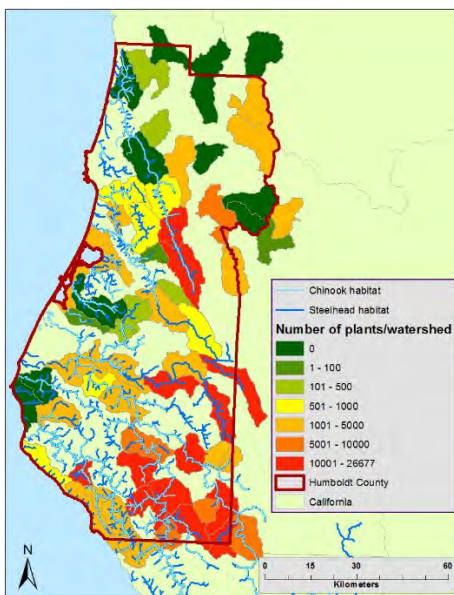 Chinook habitat
Steelhead habitat
Number of plants/watershed
0
1 - 100
101 - 500
501 - 1000
1001 - 5000
5001 - 10000
10001 - 26677
Humboldt County
California
N
0 15 30 60
Kilometers